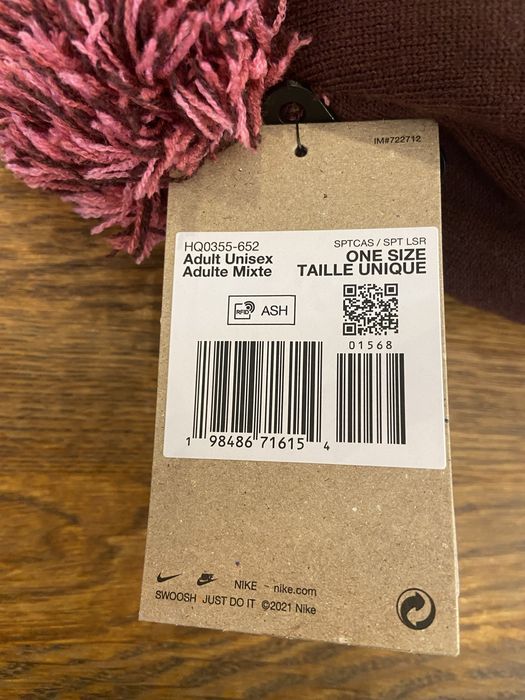 IM#722712
HQ0355-652
Adult Unisex
Adulte Mixte
SPTCAS / SPT LSR
ONE SIZE
TAILLE UNIQUE
RFID ASH
01568
1 98486 71615 4
NIKE - nike.com
SWOOSH JUST DO IT ©2021 Nike